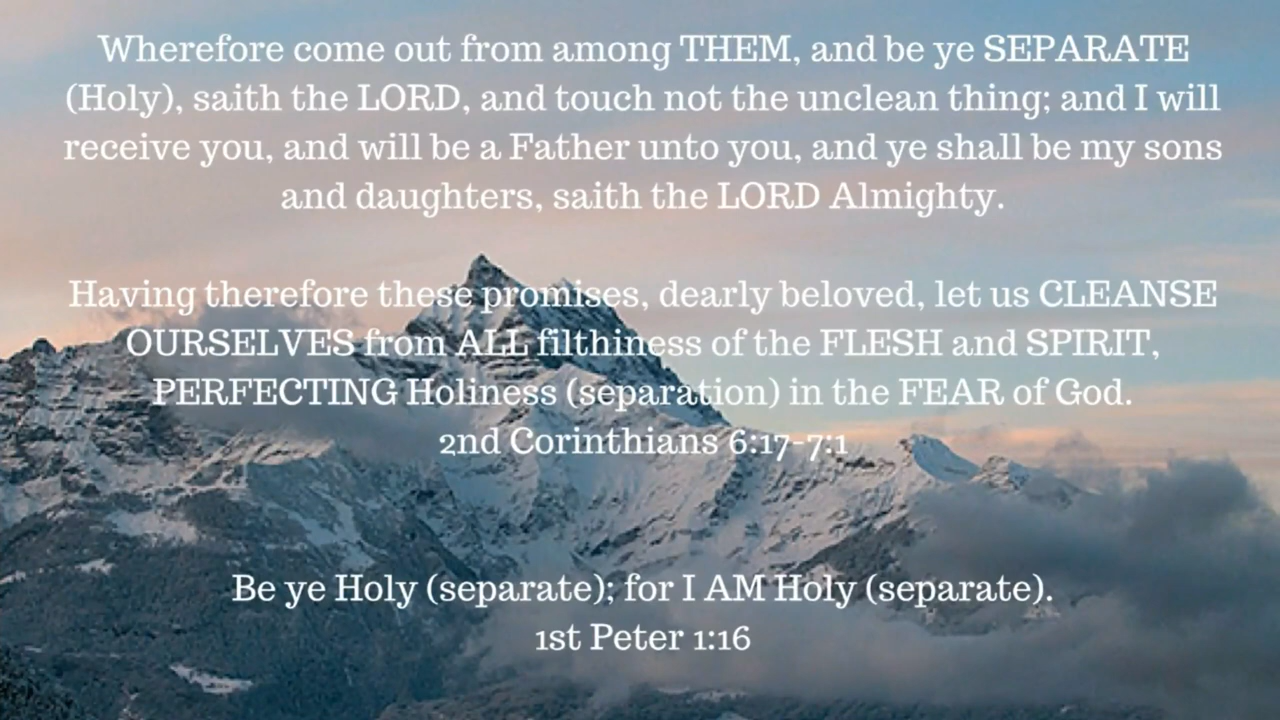 Wherefore come out from among THEM, and be ye SEPARATE
(Holy), saith the LORD, and touch not the unclean thing; and I will
receive you, and will be a Father unto you, and ye shall be my sons
and daughters, saith the LORD Almighty.
Having therefore these promises, dearly beloved, let us CLEANSE
OURSELVES from ALL filthiness of the FLESH and SPIRIT,
PERFECTING Holiness (separation) in the FEAR of God.
2nd Corinthians 6:17-7:1
Be ye Holy (separate); for I AM Holy (separate).
1st Peter 1:16